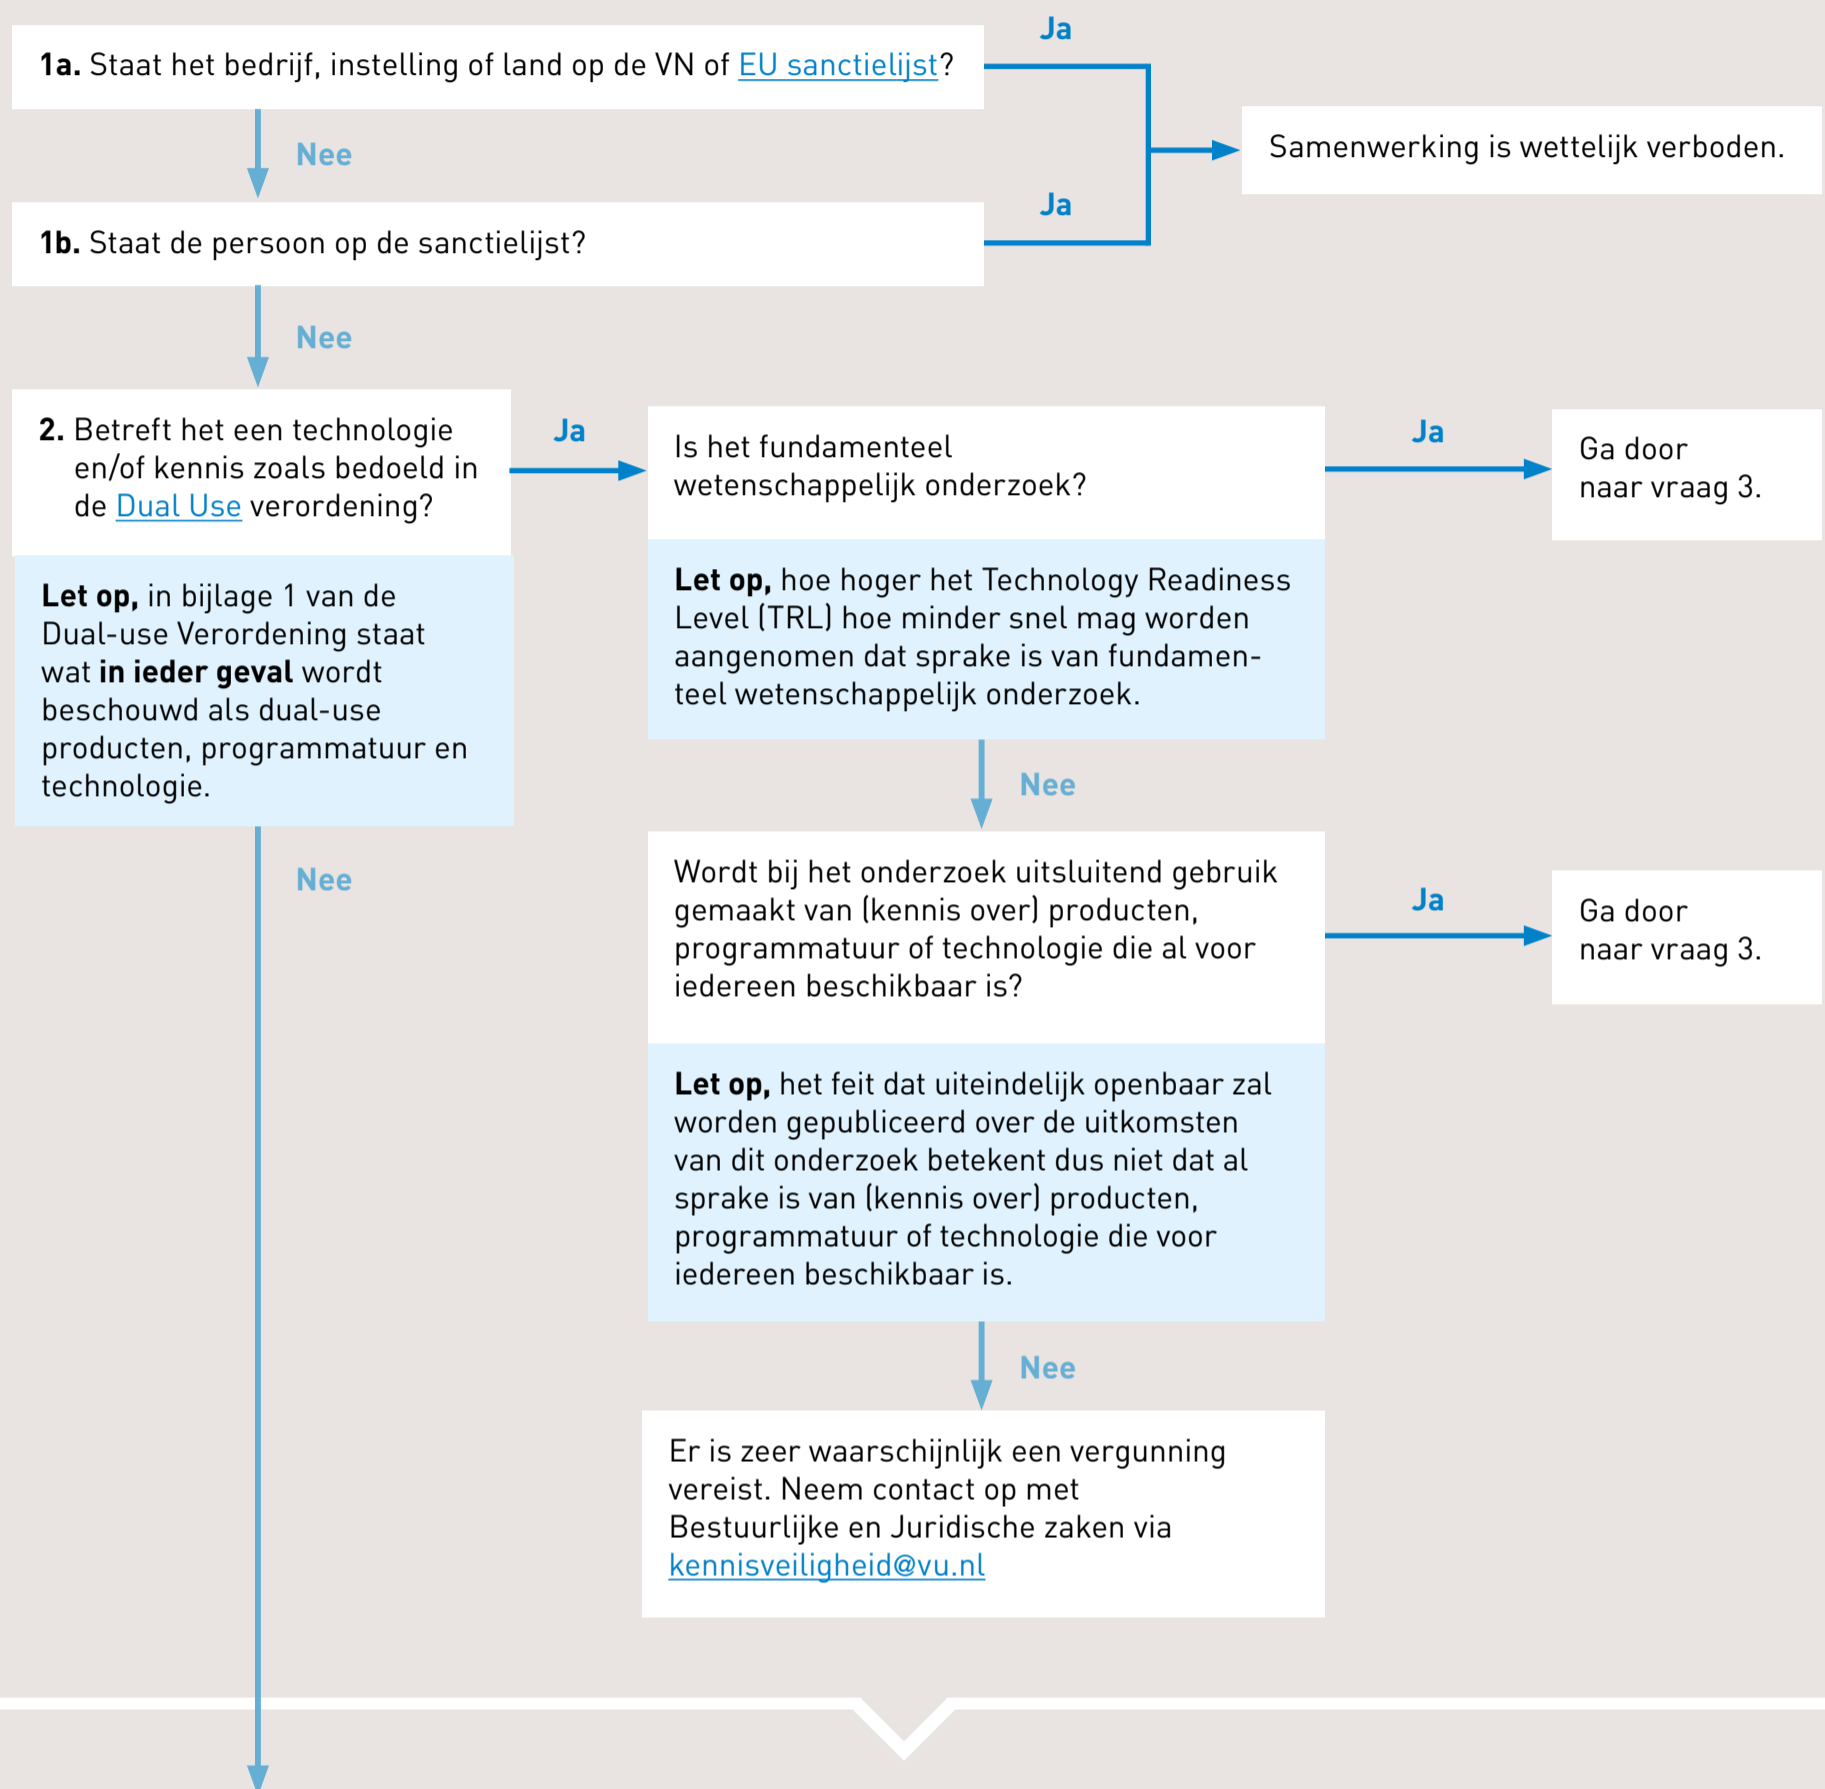 Ja
1a. Staat het bedrijf, instelling of land op de VN of EU sanctielijst?
Nee
Samenwerking is wettelijk verboden.
Ja
1b. Staat de persoon op de sanctielijst?
Nee
2. Betreft het een technologie
en/of kennis zoals bedoeld in
de Dual Use verordening?
Ja
Is het fundamenteel
wetenschappelijk onderzoek?
Ja
Ga door
naar vraag 3.
Let op, in bijlage 1 van de
Dual-use Verordening staat
wat in ieder geval wordt
beschouwd als dual-use
producten, programmatuur en
technologie.
Let op, hoe hoger het Technology Readiness
Level (TRL) hoe minder snel mag worden
aangenomen dat sprake is van fundamen-
teel wetenschappelijk onderzoek.
Nee
Nee
Wordt bij het onderzoek uitsluitend gebruik
gemaakt van (kennis over) producten,
programmatuur of technologie die al voor
iedereen beschikbaar is?
Ja
Ga door
naar vraag 3.
Let op, het feit dat uiteindelijk openbaar zal
worden gepubliceerd over de uitkomsten
van dit onderzoek betekent dus niet dat al
sprake is van (kennis over) producten,
programmatuur of technologie die voor
iedereen beschikbaar is.
Nee
Er is zeer waarschijnlijk een vergunning
vereist. Neem contact op met
Bestuurlijke en Juridische zaken via
kennisveiligheid@vu.nl